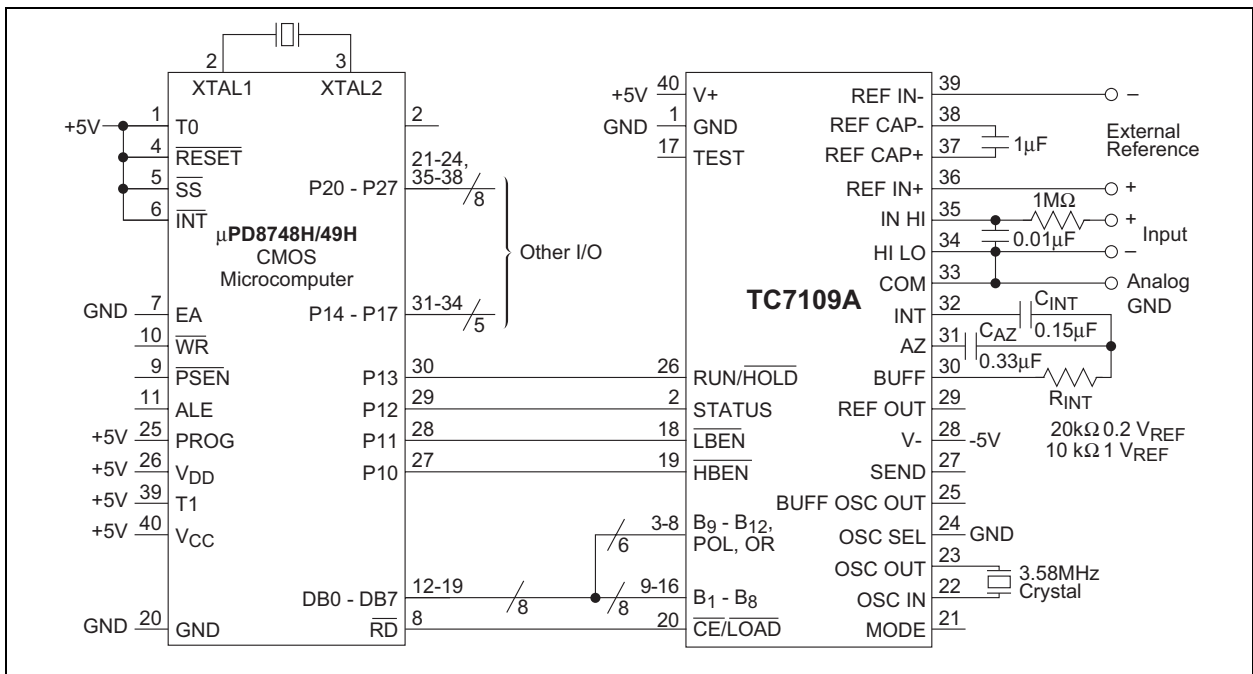 2
3
XTAL1
XTAL2
+5V
1
T0
4
RESET
5
SS
6
INT
2
21-24,
35-38
P20 - P27
8
µPD8748H/49H
CMOS
Microcomputer
Other I/O
GND
7
EA
P14 - P17
31-34
5
10
WR
9
PSEN
P13
30
11
ALE
P12
29
+5V
25
PROG
P11
28
+5V
26
VDD
P10
27
+5V
39
T1
+5V
40
VCC
DB0 - DB7
12-19
8
8
6
GND
20
GND
RD
8
TC7109A
+5V
40
V+
GND
1
GND
17
TEST
26
RUN/HOLD
2
STATUS
18
LBEN
19
HBEN
3-8
B9 - B12,
POL, OR
9-16
B1 - B8
20
CE/LOAD
REF IN-
39
–
REF CAP-
38
1µF
External
Reference
REF CAP+
37
REF IN+
36
+
1MΩ
IN HI
35
+
0.01µF
Input
HI LO
34
–
COM
33
Analog
GND
INT
32
CINT
0.15µF
AZ
31
CAZ
0.33µF
BUFF
30
RINT
REF OUT
29
20kΩ 0.2 VREF
10 kΩ 1 VREF
V-
28
-5V
SEND
27
BUFF OSC OUT
25
OSC SEL
24
GND
OSC OUT
23
3.58MHz
Crystal
OSC IN
22
MODE
21